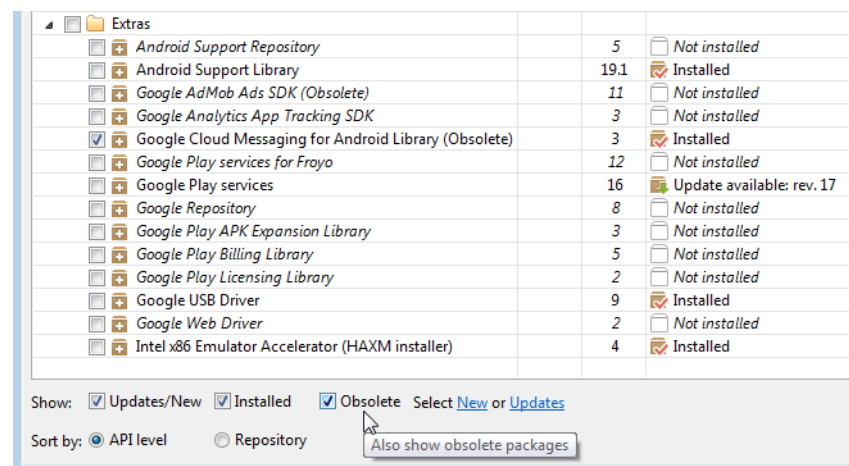 Extras
Android Support Repository 5 Not installed
Android Support Library 19.1 Installed
Google AdMob Ads SDK (Obsolete) 11 Not installed
Google Analytics App Tracking SDK 3 Not installed
Google Cloud Messaging for Android Library (Obsolete) 3 Installed
Google Play services for Froyo 12 Not installed
Google Play services 16 Update available: rev. 17
Google Repository 8 Not installed
Google Play APK Expansion Library 3 Not installed
Google Play Billing Library 5 Not installed
Google Play Licensing Library 2 Not installed
Google USB Driver 9 Installed
Google Web Driver 2 Not installed
Intel x86 Emulator Accelerator (HAXM installer) 4 Installed
Show: Updates/New Installed Obsolete Select New or Updates
Sort by: API level Repository Also show obsolete packages